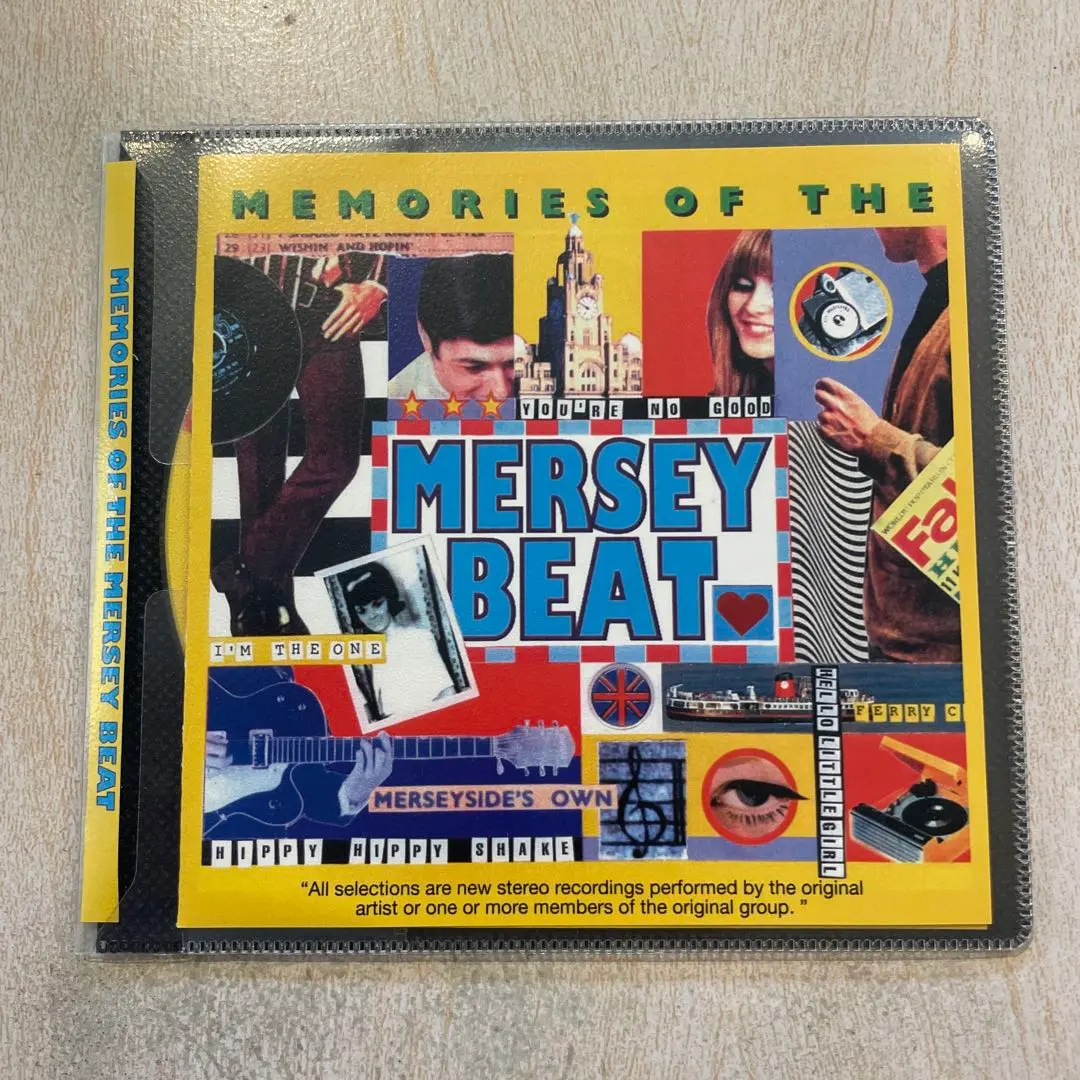 MEMORIES OF THE
29 [23] WISHIN' AND HOPIN'
YOU'RE NO GOOD
MERSEY
BEAT
I'M THE ONE
FERRY C
HELLO LITTLE GIRL
MERSEYSIDE'S OWN
HIPPY HIPPY SHAKE
"All selections are new stereo recordings performed by the original
artist or one or more members of the original group."
MEMORIES OF THE MERSEY BEAT